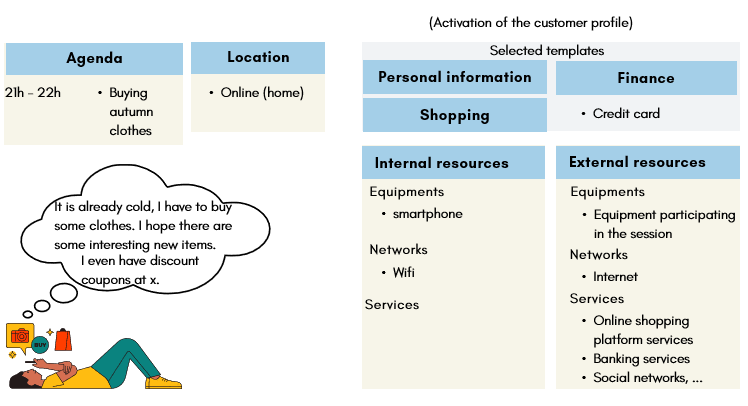 (Activation of the customer profile)
Agenda
Location
21h - 22h
• Buying
autumn
clothes
• Online (home)
It is already cold, I have to buy
some clothes. I hope there are
some interesting new items.
I even have discount
coupons at x.
BUY
Selected templates
Personal information
Finance
Shopping
• Credit card
Internal resources
Equipments
• smartphone
Networks
• Wifi
Services
External resources
Equipments
• Equipment participating
in the session
Networks
• Internet
Services
• Online shopping
platform services
• Banking services
• Social networks, ...